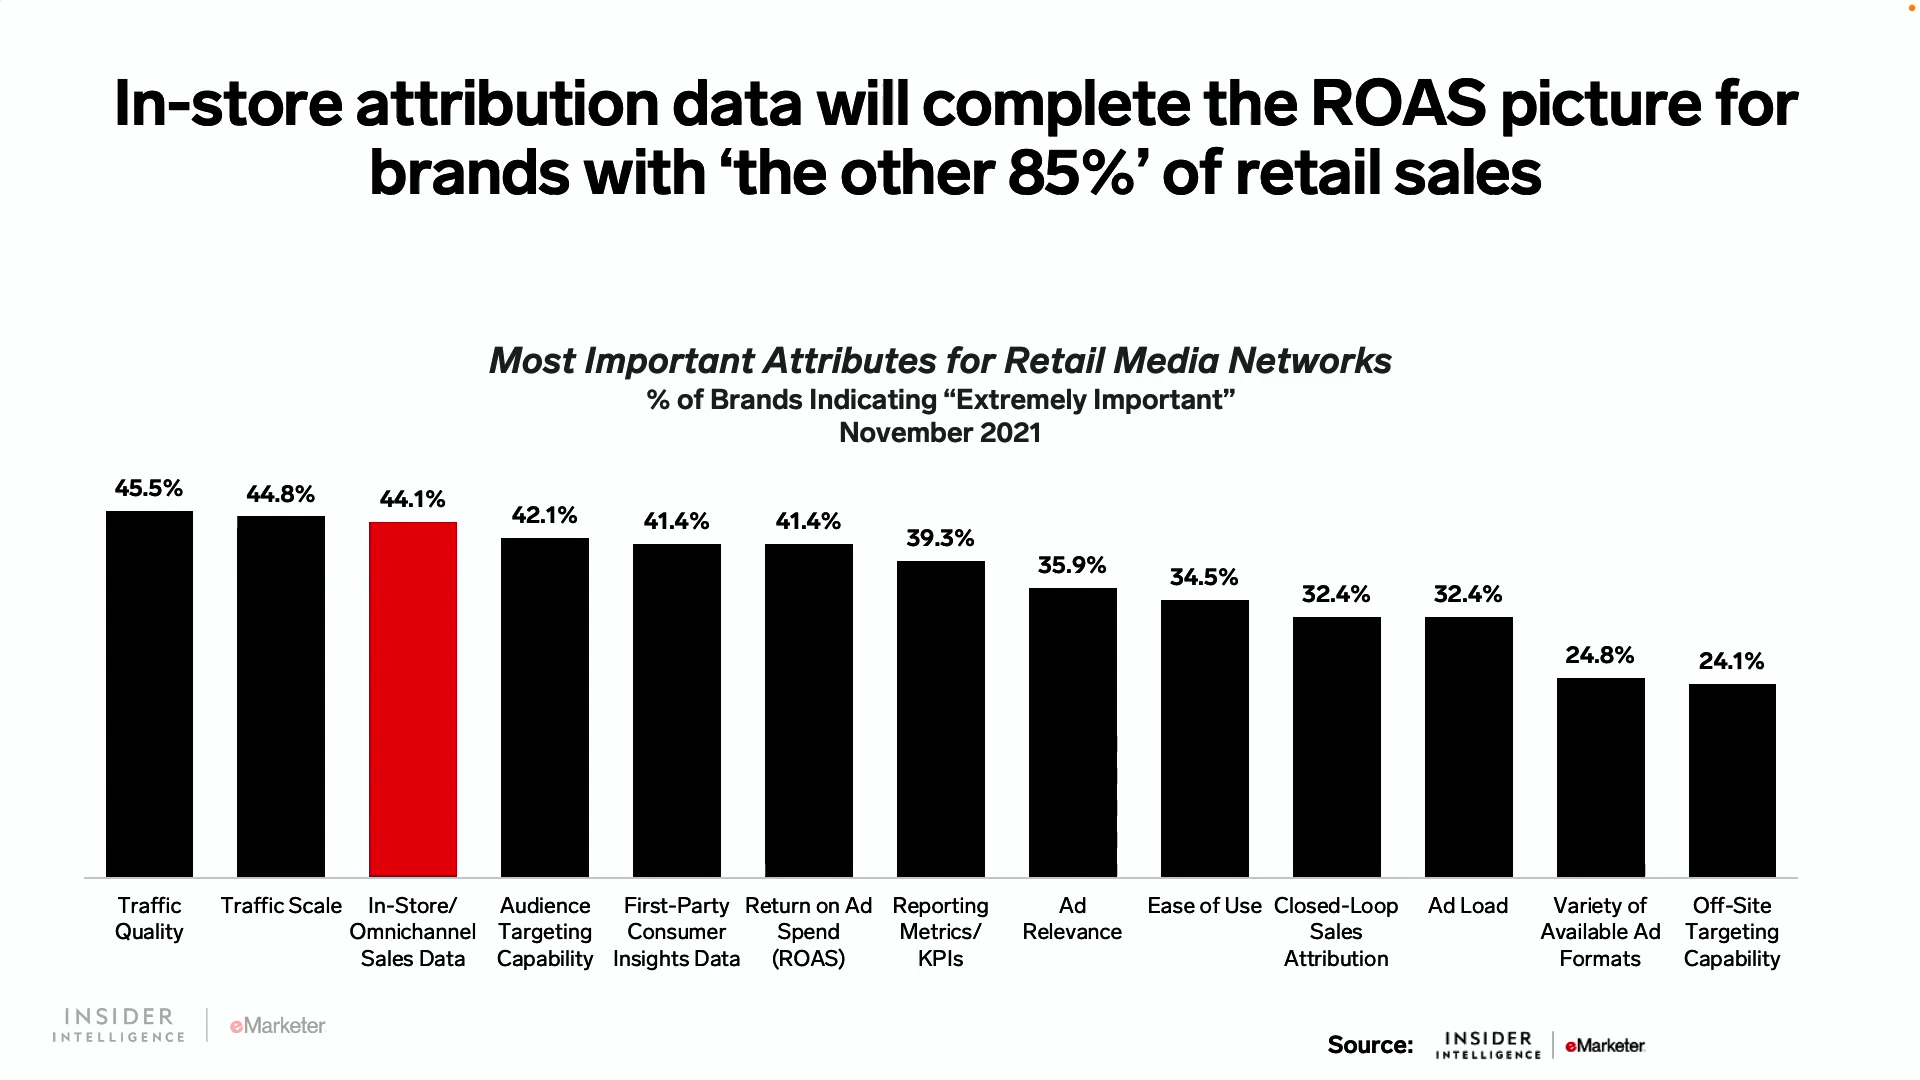 In-store attribution data will complete the ROAS picture for
brands with ‘the other 85%’ of retail sales
Most Important Attributes for Retail Media Networks
% of Brands Indicating “Extremely Important”
November 2021
45.5%
44.8%
44.1%
42.1%
41.4%
41.4%
39.3%
35.9%
34.5%
32.4%
32.4%
24.8%
24.1%
Traffic
Quality
Traffic Scale
In-Store/
Omnichannel
Sales Data
Audience
Targeting
Capability
First-Party
Consumer
Insights Data
Return on Ad
Spend
(ROAS)
Reporting
Metrics/
KPIs
Ad
Relevance
Ease of Use
Closed-Loop
Sales
Attribution
Ad Load
Variety of
Available Ad
Formats
Off-Site
Targeting
Capability
INSIDER
INTELLIGENCE
eMarketer
Source:
INSIDER
INTELLIGENCE
eMarketer